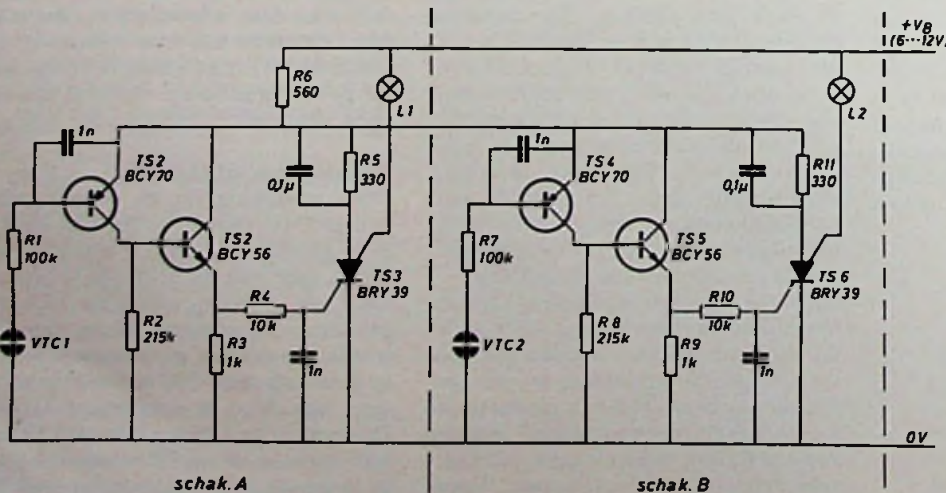 +VB
(6---12V)
R6
560
L1
L2
1n
TS2
BCY70
0,1µ
R5
330
1n
TS4
BCY70
0,1µ
R11
330
R1
100k
TS2
BCY56
TS3
BRY39
R7
100k
TS5
BCY56
TS6
BRY39
R4
10k
R10
10k
VTC1
R2
215k
R3
1k
1n
VTC2
R8
215k
R9
1k
1n
0V
schak. A
schak. B